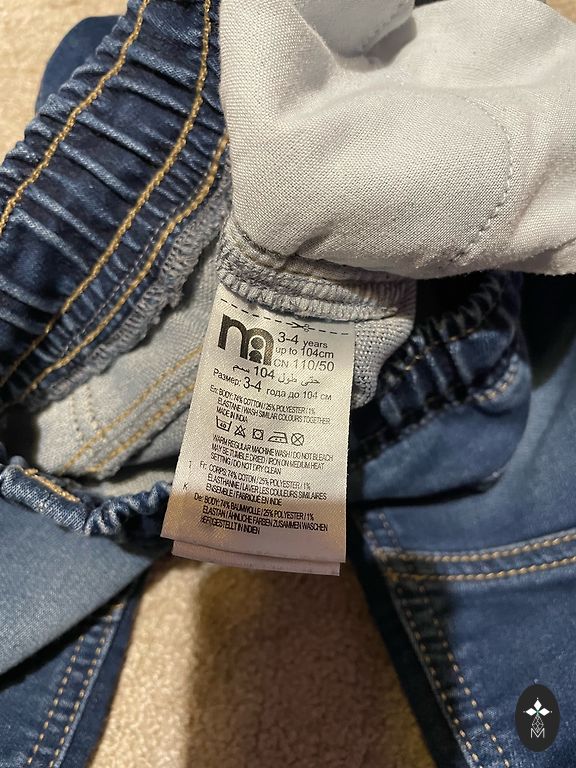 3-4 years
up to 104cm
CN 110/50
حتى طول 104 سم
Размер: 3-4 года до 104 см
En: BODY: 74% COTTON / 25% POLYESTER / 1%
ELASTANE / WASH SIMILAR COLOURS TOGETHER
MADE IN INDIA
WARM REGULAR MACHINE WASH / DO NOT BLEACH
MAY BE TUMBLE DRIED / IRON ON MEDIUM HEAT
SETTING / DO NOT DRY CLEAN
Fr: CORPS: 74% COTON / 25% POLYESTER / 1%
ELASTHANNE / LAVER LES COULEURS SIMILAIRES
ENSEMBLE / FABRIQUÉ EN INDE
De: BODY: 74% BAUMWOLLE / 25% POLYESTER / 1%
ELASTAN / ÄHNLICHE FARBEN ZUSAMMEN WASCHEN
GEFERTIGT IN INDIEN